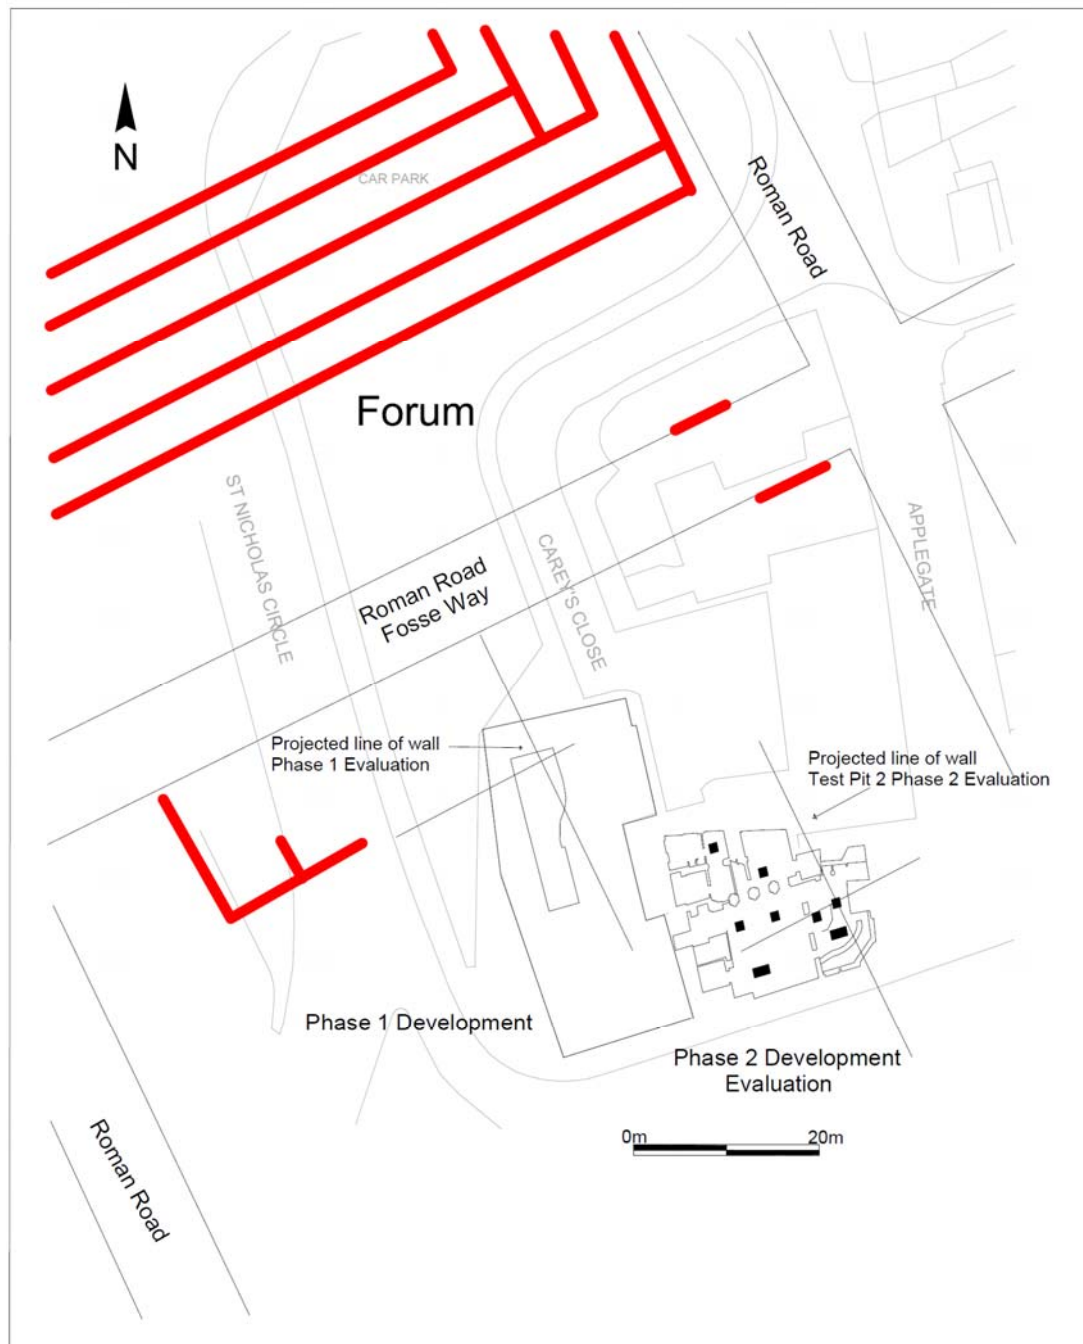 N
CAR PARK
Roman Road
Forum
ST NICHOLAS CIRCLE
Roman Road
Fosse Way
CAREY'S CLOSE
APPLEGATE
Projected line of wall
Phase 1 Evaluation
Projected line of wall
Test Pit 2 Phase 2 Evaluation
Phase 1 Development
Phase 2 Development
Evaluation
Roman Road
0m 20m